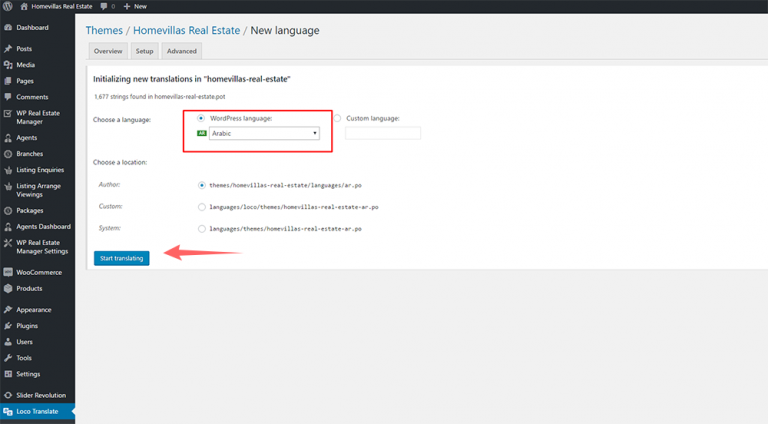 Homevillas Real Estate 0 + New
Dashboard
Posts
Media
Pages
Comments
WP Real Estate
Manager
Agents
Branches
Listing Enquiries
Listing Arrange
Viewings
Packages
Agents Dashboard
WP Real Estate
Manager Settings
WooCommerce
Products
Appearance
Plugins
Users
Tools
Settings
Slider Revolution
Loco Translate
Themes / Homevillas Real Estate / New language
Overview Setup Advanced
Initializing new translations in "homevillas-real-estate"
1,677 strings found in homevillas-real-estate.pot
Choose a language: WordPress language: Custom language:
AR Arabic
Choose a location:
Author: themes/homevillas-real-estate/languages/ar.po
Custom: languages/loco/themes/homevillas-real-estate-ar.po
System: languages/themes/homevillas-real-estate-ar.po
Start translating